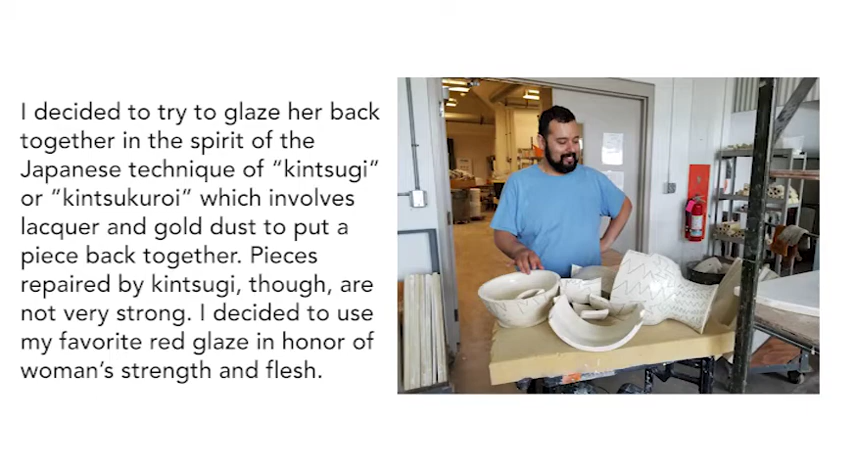 I decided to try to glaze her back
together in the spirit of the
Japanese technique of “kintsugi”
or ”kintsukuroi” which involves
lacquer and gold dust to put a
piece back together. Pieces
repaired by kintsugi, though, are
not very strong. I decided to use
my favorite red glaze in honor of
woman’s strength and flesh.